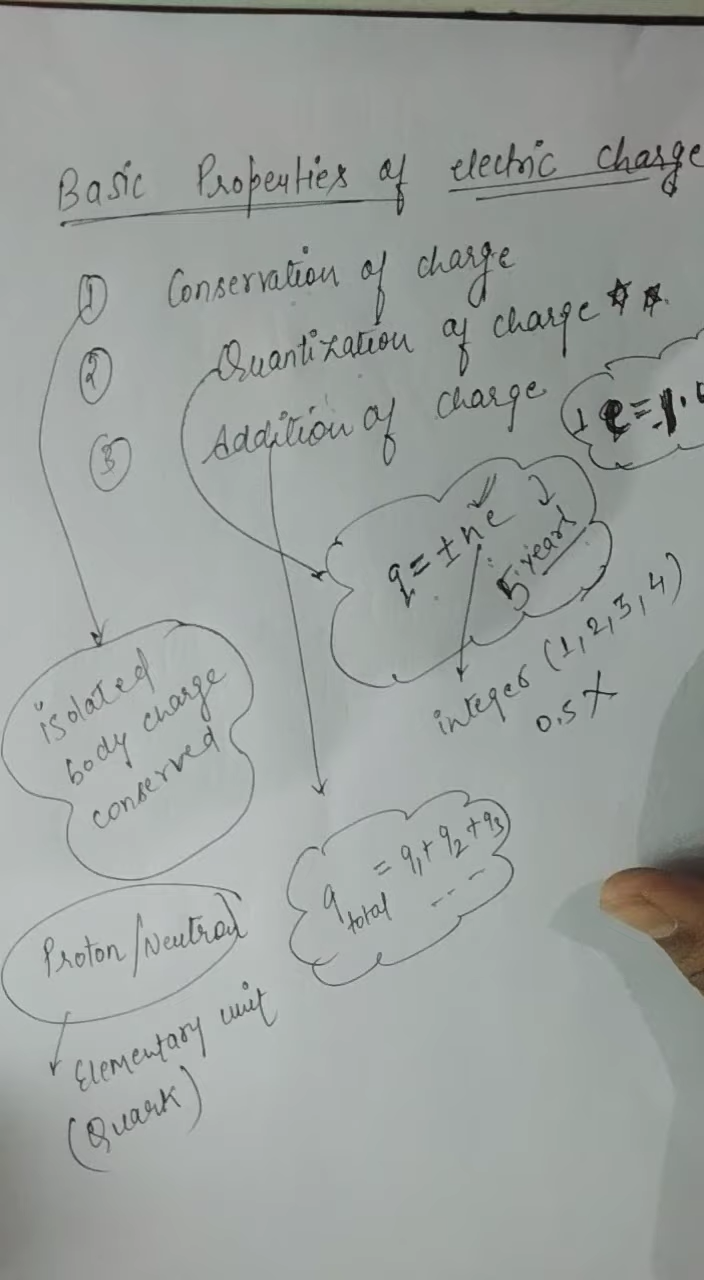 Basic Properties of electric charge
① Conservation of charge
② Quantization of charge ☆ ☆.
③ Addition of charge
e = 1.
q = ± ne
5 years
integer (1, 2, 3, 4)
0.5 X
isolated
body charge
conserved
q total = q1 + q2 + q3
---
Proton / Neutron
Elementary unit
(Quark)